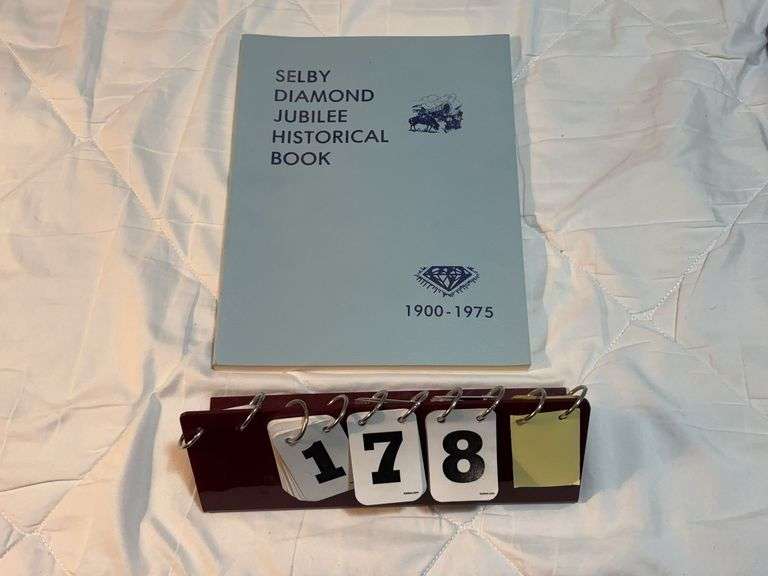 SELBY
DIAMOND
JUBILEE
HISTORICAL
BOOK
1900-1975
178